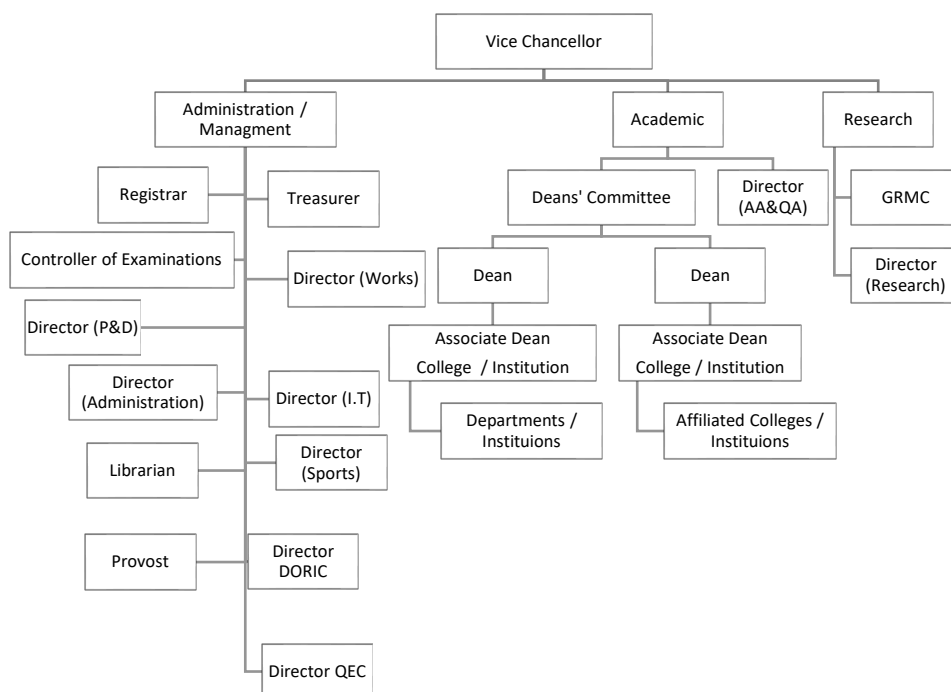 Vice Chancellor
Administration /
Managment
Academic
Research
Registrar
Treasurer
Deans' Committee
Director
(AA&QA)
GRMC
Controller of Examinations
Director (Works)
Dean
Dean
Director
(Research)
Director (P&D)
Associate Dean
College / Institution
Associate Dean
College / Institution
Director
(Administration)
Director (I.T)
Departments /
Instituions
Affiliated Colleges /
Instituions
Librarian
Director
(Sports)
Provost
Director
DORIC
Director QEC